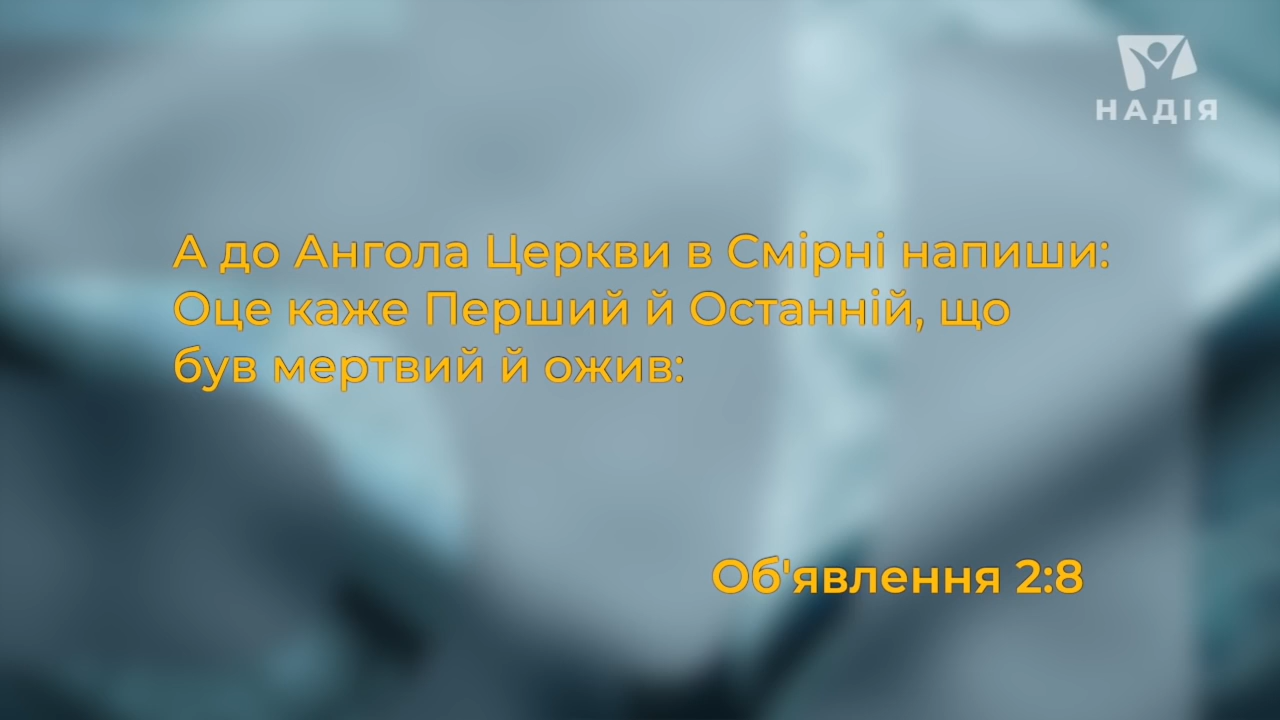 НАДІЯ
А до Ангола Церкви в Смірні напиши:
Оце каже Перший й Останній, що
був мертвий й ожив:
Об'явлення 2:8